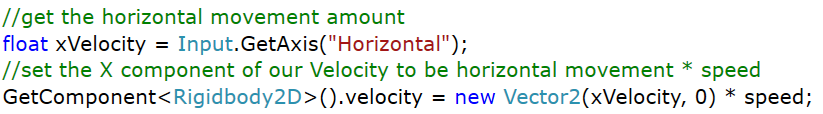 //get the horizontal movement amount
float xVelocity = Input.GetAxis("Horizontal");
//set the X component of our Velocity to be horizontal movement * speed
GetComponent<Rigidbody2D>().velocity = new Vector2(xVelocity, 0) * speed;